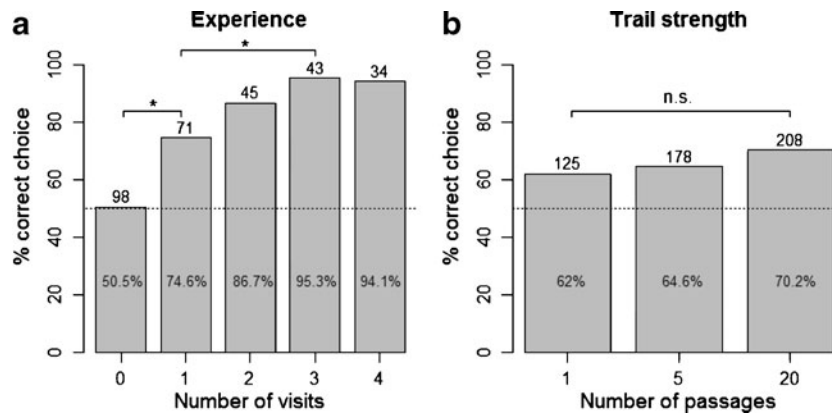 a
Experience
% correct choice
100
80
60
40
20
0
*
*
98
71
45
43
34
50.5%
74.6%
86.7%
95.3%
94.1%
0 1 2 3 4
Number of visits
b
Trail strength
% correct choice
100
80
60
40
20
0
n.s.
125
178
208
62%
64.6%
70.2%
1 5 20
Number of passages